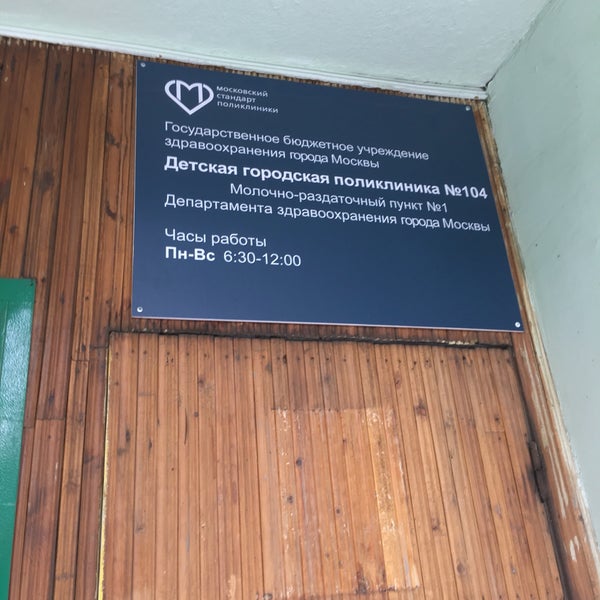 московский
стандарт
поликлиники
Государственное бюджетное учреждение
здравоохранения города Москвы
Детская городская поликлиника №104
Молочно-раздаточный пункт №1
Департамента здравоохранения города Москвы
Часы работы
Пн-Вс 6:30-12:00